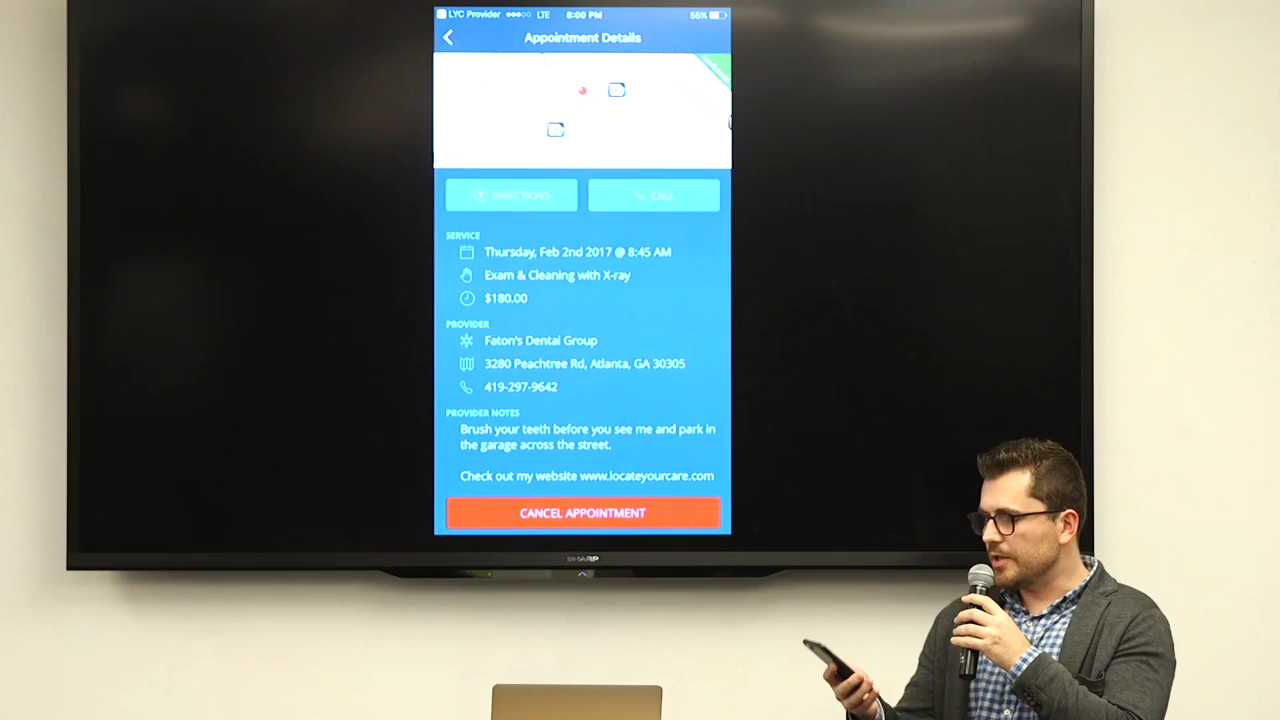 LYC Provider LTE 8:00 PM 55%
Appointment Details
DIRECTIONS CALL
SERVICE
Thursday, Feb 2nd 2017 @ 8:45 AM
Exam & Cleaning with X-ray
$180.00
PROVIDER
Faton's Dental Group
3280 Peachtree Rd, Atlanta, GA 30305
419-297-9642
PROVIDER NOTES
Brush your teeth before you see me and park in
the garage across the street.
Check out my website www.locateyourcare.com
CANCEL APPOINTMENT
SHARP